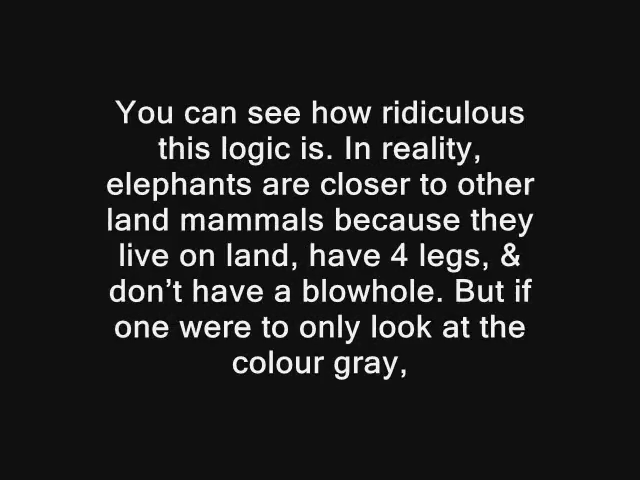 You can see how ridiculous
this logic is. In reality,
elephants are closer to other
land mammals because they
live on land, have 4 legs, &
don’t have a blowhole. But if
one were to only look at the
colour gray,